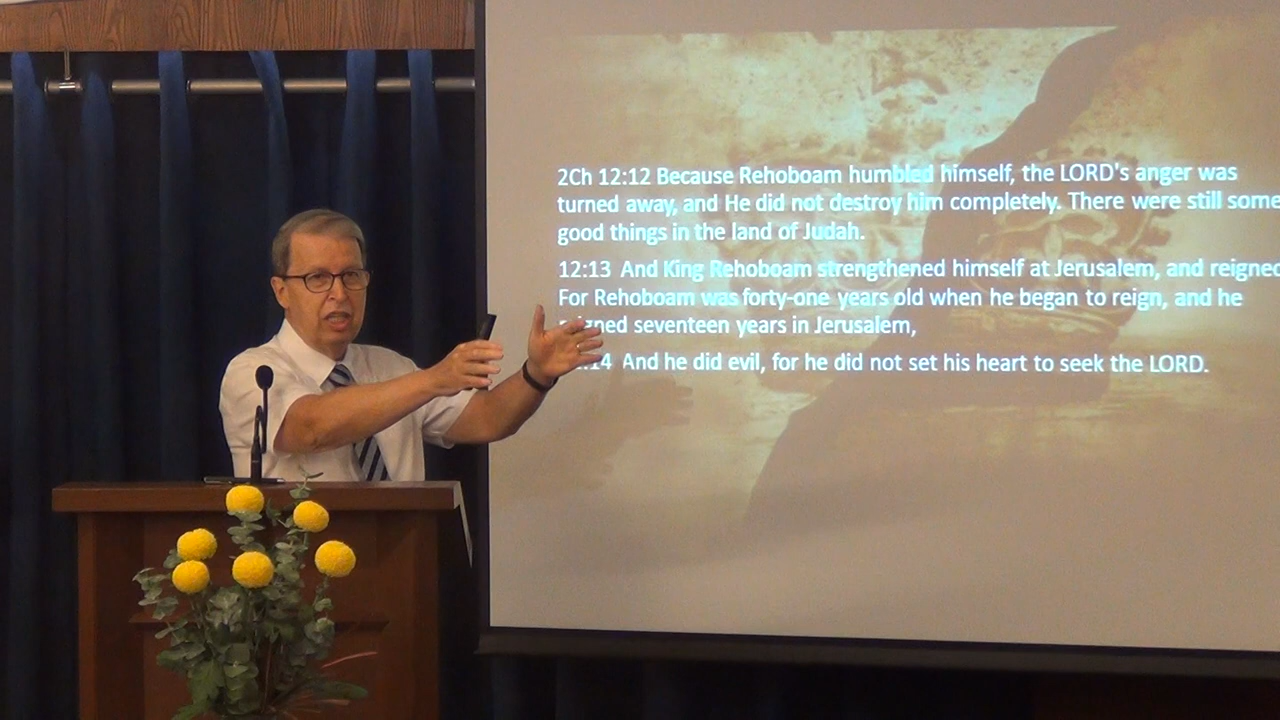 2Ch 12:12 Because Rehoboam humbled himself, the LORD's anger was
turned away, and He did not destroy him completely. There were still some
good things in the land of Judah.
12:13 And King Rehoboam strengthened himself at Jerusalem, and reigned
For Rehoboam was forty-one years old when he began to reign, and he
reigned seventeen years in Jerusalem,
:14 And he did evil, for he did not set his heart to seek the LORD.